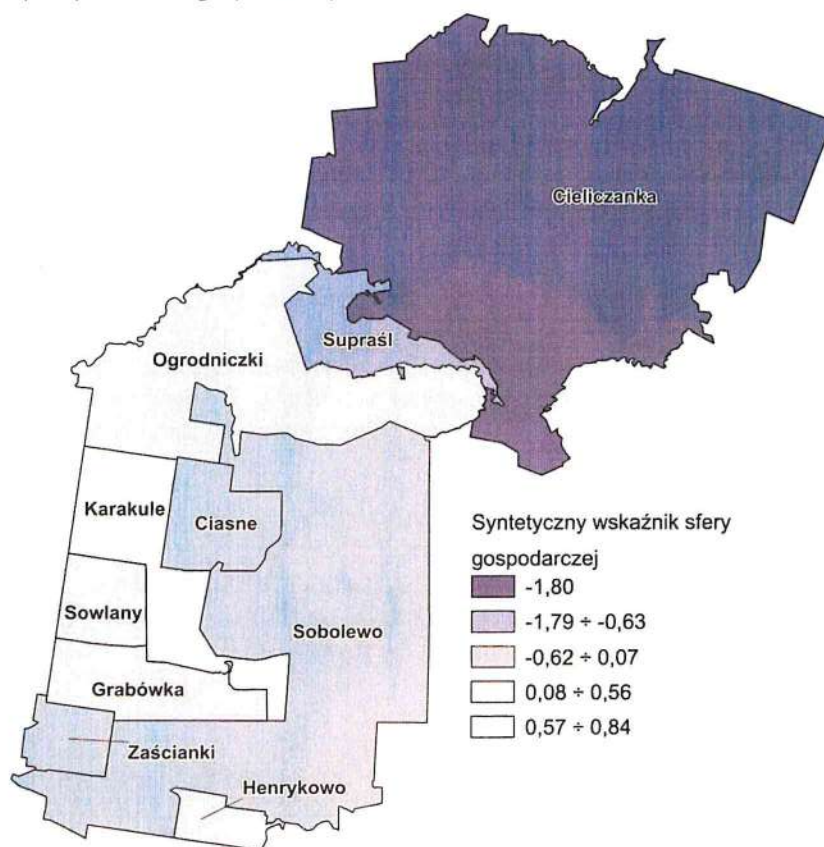 Cieliczanka
Supraśl
Ogrodniczki
Karakule
Ciasne
Sowlany
Sobolewo
Grabówka
Zaścianki
Henrykowo
Syntetyczny wskaźnik sfery
gospodarczej
-1,80
-1,79 ÷ -0,63
-0,62 ÷ 0,07
0,08 ÷ 0,56
0,57 ÷ 0,84